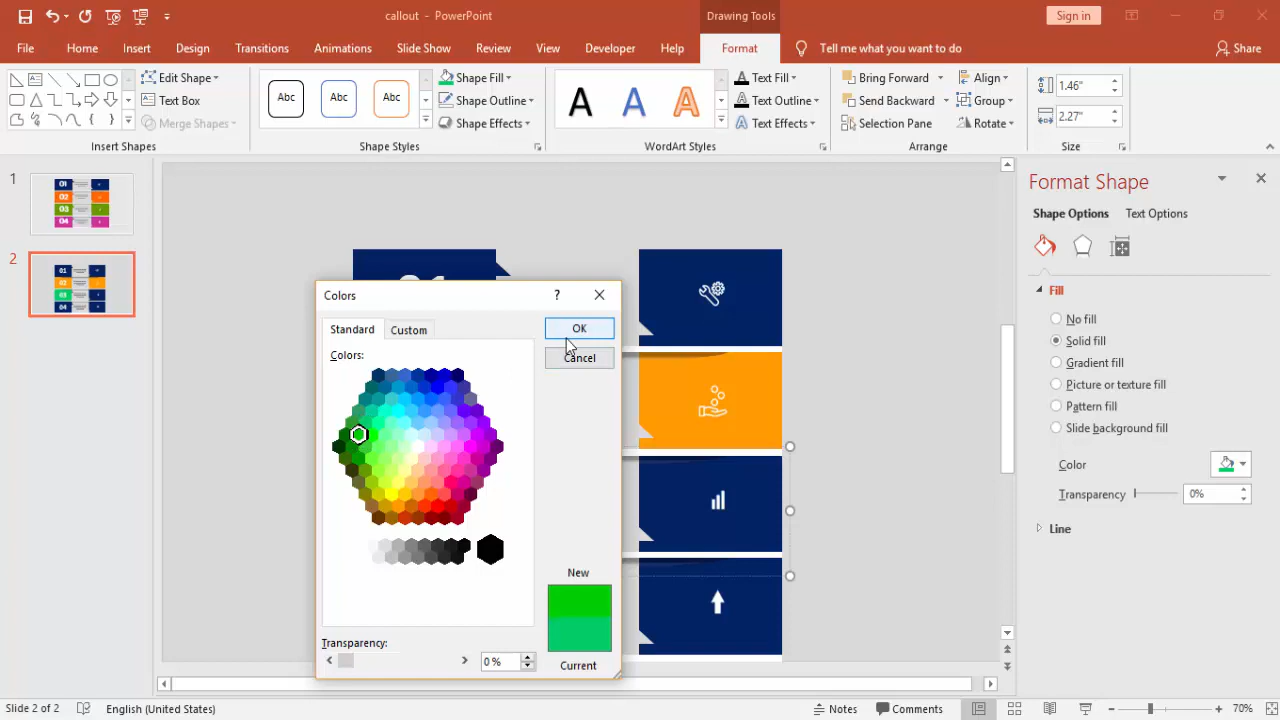 callout - PowerPoint
Drawing Tools
Sign in
File Home Insert Design Transitions Animations Slide Show Review View Developer Help Format Tell me what you want to do Share
Edit Shape
Text Box
Merge Shapes
Insert Shapes
Abc Abc Abc
Shape Fill
Shape Outline
Shape Effects
Shape Styles
A A A
Text Fill
Text Outline
Text Effects
WordArt Styles
Bring Forward
Send Backward
Selection Pane
Align
Group
Rotate
Arrange
1.46"
2.27"
Size
1
01
02
03
04
2
01
02
03
04
Colors
?
Standard Custom
OK
Cancel
Colors:
New
Current
Transparency:
0 %
Format Shape
Shape Options Text Options
Fill
No fill
Solid fill
Gradient fill
Picture or texture fill
Pattern fill
Slide background fill
Color
Transparency 0%
Line
Slide 2 of 2 English (United States) Notes Comments 70%